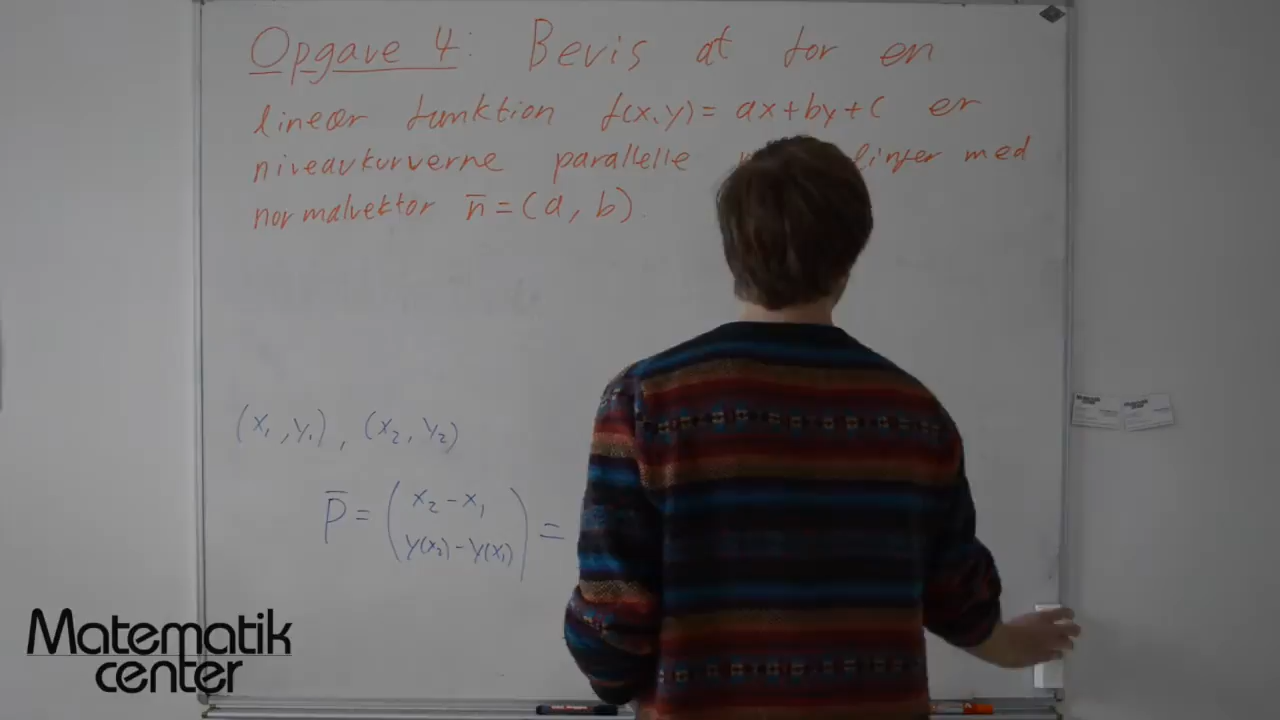 Opgave 4: Bevis at for en
lineær funktion f(x,y) = ax+by+c er
niveaukurverne parallelle linjer med
normalvektor n̅ = (a, b).
(x₁, y₁), (x₂, y₂)
p̅ = (x₂ - x₁
y(x₂) - y(x₁)) =
Matematik
center